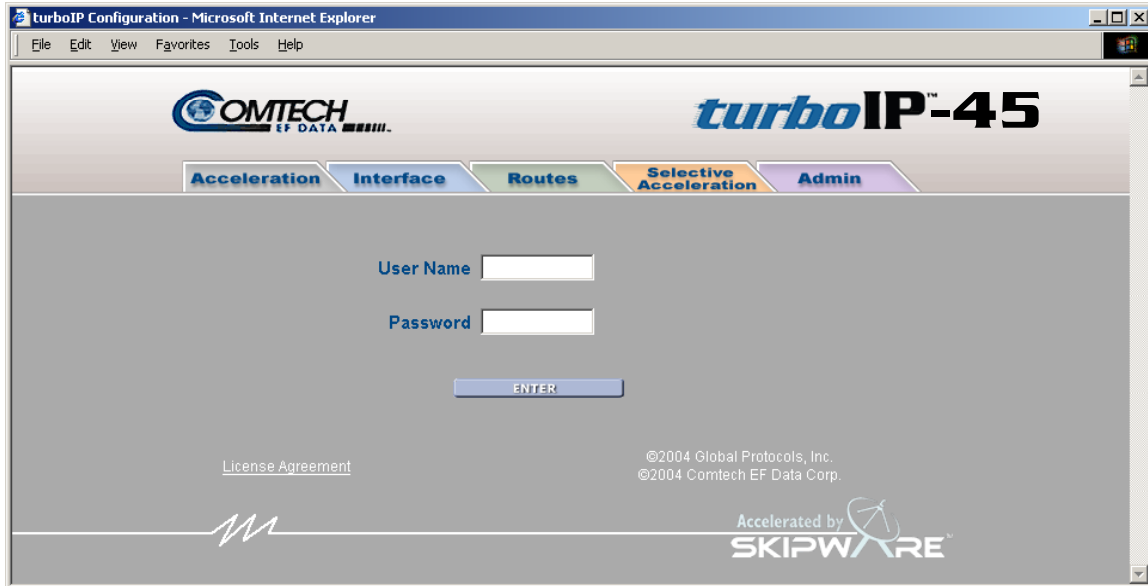 turboIP Configuration - Microsoft Internet Explorer
File Edit View Favorites Tools Help
COMTECH
EF DATA
turboIP™-45
Acceleration Interface Routes Selective Acceleration Admin
User Name
Password
ENTER
License Agreement
©2004 Global Protocols, Inc.
©2004 Comtech EF Data Corp.
Accelerated by
SKIPWARE™